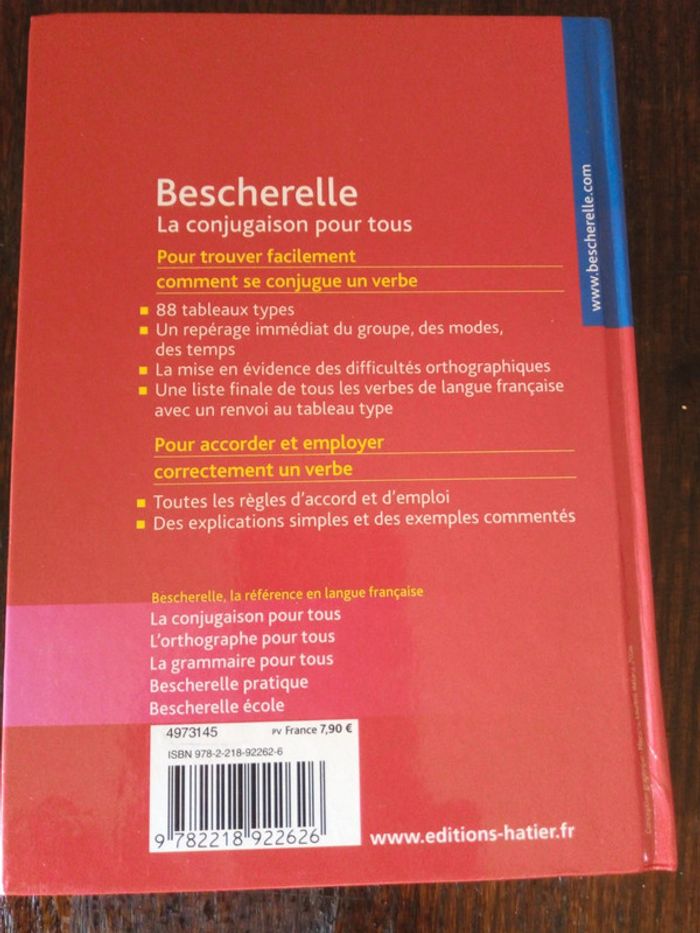 Bescherelle
La conjugaison pour tous
Pour trouver facilement
comment se conjugue un verbe
88 tableaux types
Un repérage immédiat du groupe, des modes,
des temps
La mise en évidence des difficultés orthographiques
Une liste finale de tous les verbes de langue française
avec un renvoi au tableau type
Pour accorder et employer
correctement un verbe
Toutes les règles d'accord et d'emploi
Des explications simples et des exemples commentés
Bescherelle, la référence en langue française
La conjugaison pour tous
L'orthographe pour tous
La grammaire pour tous
Bescherelle pratique
Bescherelle école
4973145 PV France 7,90 €
ISBN 978-2-218-92262-6
9 782218 922626
www.editions-hatier.fr
www.bescherelle.com